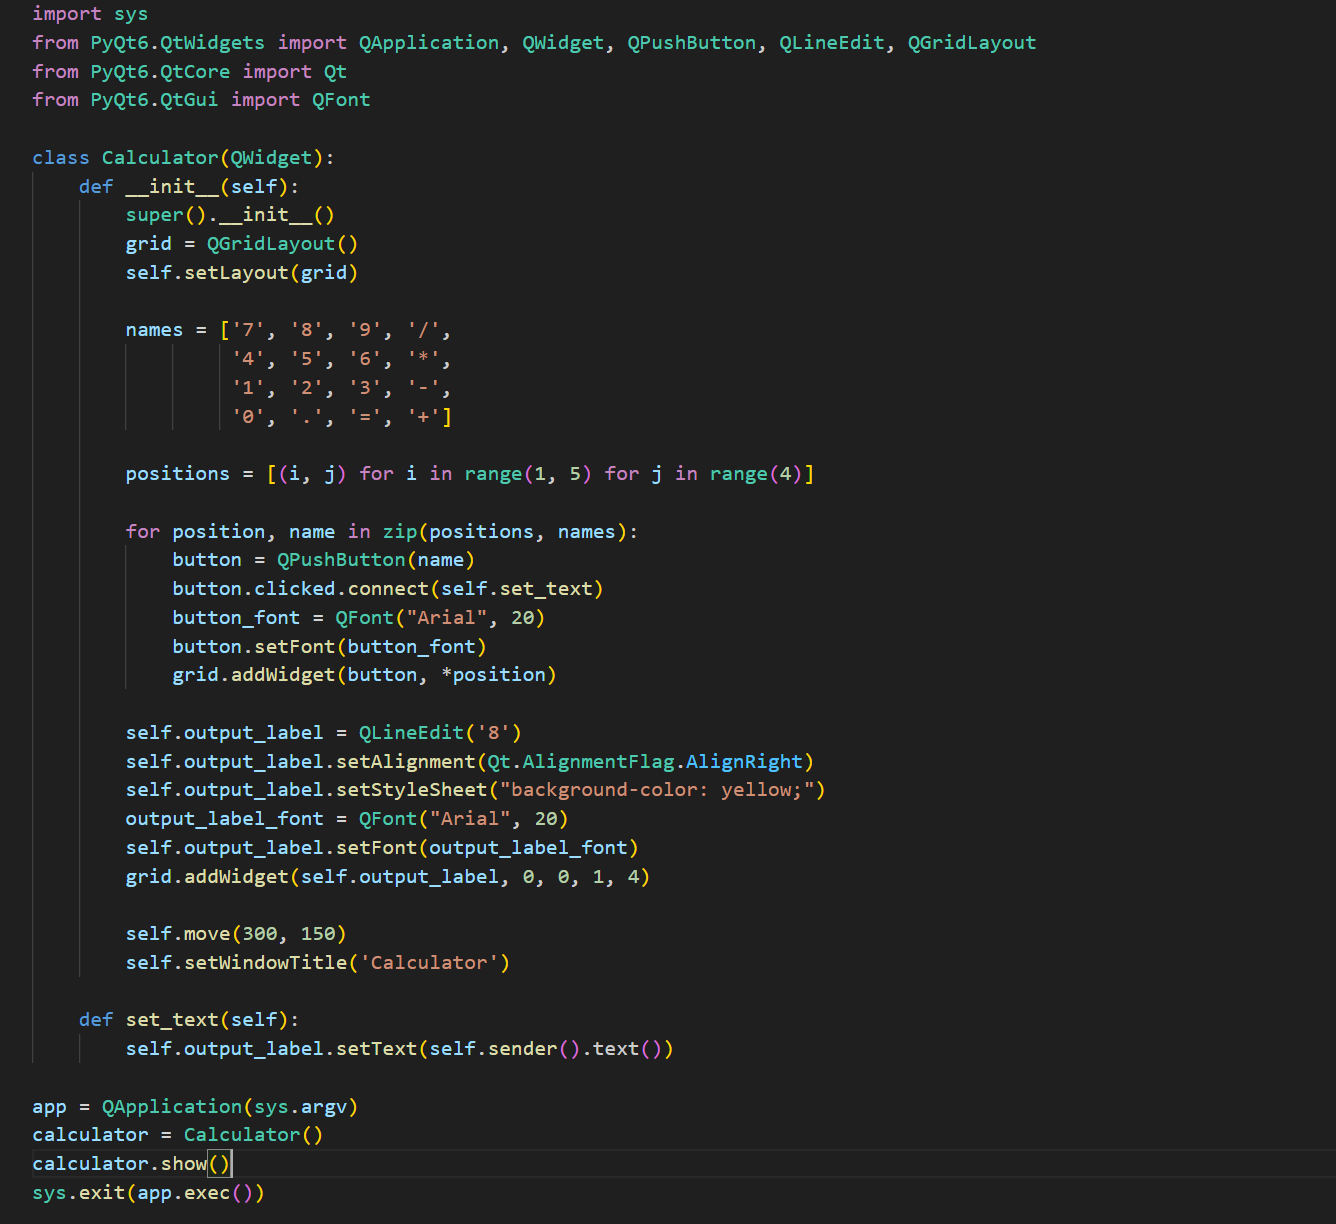 import sys
from PyQt6.QtWidgets import QApplication, QWidget, QPushButton, QLineEdit, QGridLayout
from PyQt6.QtCore import Qt
from PyQt6.QtGui import QFont

class Calculator(QWidget):
    def __init__(self):
        super().__init__()
        grid = QGridLayout()
        self.setLayout(grid)

        names = ['7', '8', '9', '/',
                 '4', '5', '6', '*',
                 '1', '2', '3', '-',
                 '0', '.', '=', '+']

        positions = [(i, j) for i in range(1, 5) for j in range(4)]

        for position, name in zip(positions, names):
            button = QPushButton(name)
            button.clicked.connect(self.set_text)
            button_font = QFont("Arial", 20)
            button.setFont(button_font)
            grid.addWidget(button, *position)

        self.output_label = QLineEdit('8')
        self.output_label.setAlignment(Qt.AlignmentFlag.AlignRight)
        self.output_label.setStyleSheet("background-color: yellow;")
        output_label_font = QFont("Arial", 20)
        self.output_label.setFont(output_label_font)
        grid.addWidget(self.output_label, 0, 0, 1, 4)

        self.move(300, 150)
        self.setWindowTitle('Calculator')

    def set_text(self):
        self.output_label.setText(self.sender().text())

app = QApplication(sys.argv)
calculator = Calculator()
calculator.show()
sys.exit(app.exec())